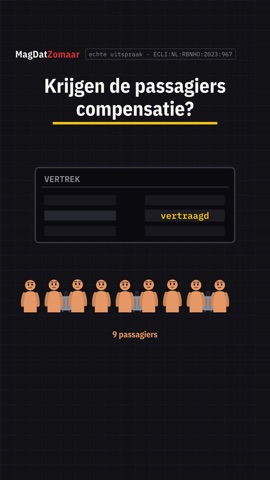 MagDatZomaar echte uitspraak - ECLI:NL:RBNHO:2023:967
Krijgen de passagiers
compensatie?
VERTREK
vertraagd
9 passagiers